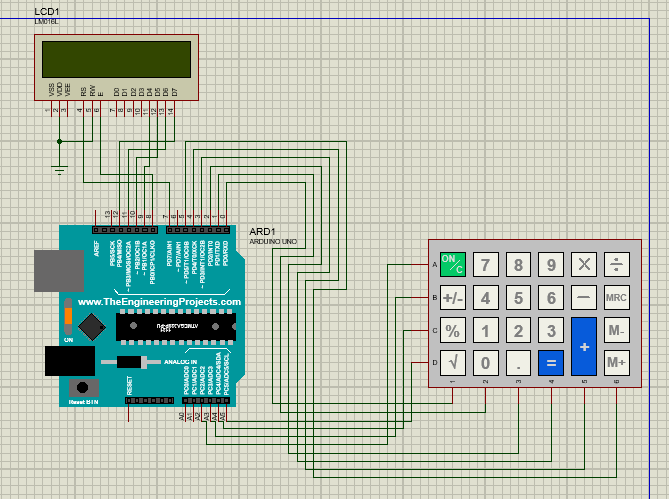 LCD1
LM016L
VSS VDD VEE RS RW E D0 D1 D2 D3 D4 D5 D6 D7
1 2 3 4 5 6 7 8 9 10 11 12 13 14
13 12 11 10 9 8 7 6 5 4 3 2 1 0
ARD1
ARDUINO UNO
AREF PB5/SCK PB4/MISO ~ PB3/MOSI/OC2A ~ PB2/OC1B ~ PB1/OC1A PB0/ICP1/CLKO PD7/AIN1 ~ PD6/AIN0 ~ PD5/T1/OC0B PD4/T0/XCK ~ PD3/INT1/OC2B PD2/INT0 PD1/TXD PD0/RXD
www.TheEngineeringProjects.com
ON
ANALOG IN
Reset BTN
RESET
PC0/ADC0 PC1/ADC1 PC2/ADC2 PC3/ADC3 PC4/ADC4/SDA PC5/ADC5/SCL
A0 A1 A2 A3 A4 A5
A ON/C 7 8 9 X ÷
B +/- 4 5 6 − MRC
C % 1 2 3 M-
+
D √ 0 . = M+
1 2 3 4 5 6